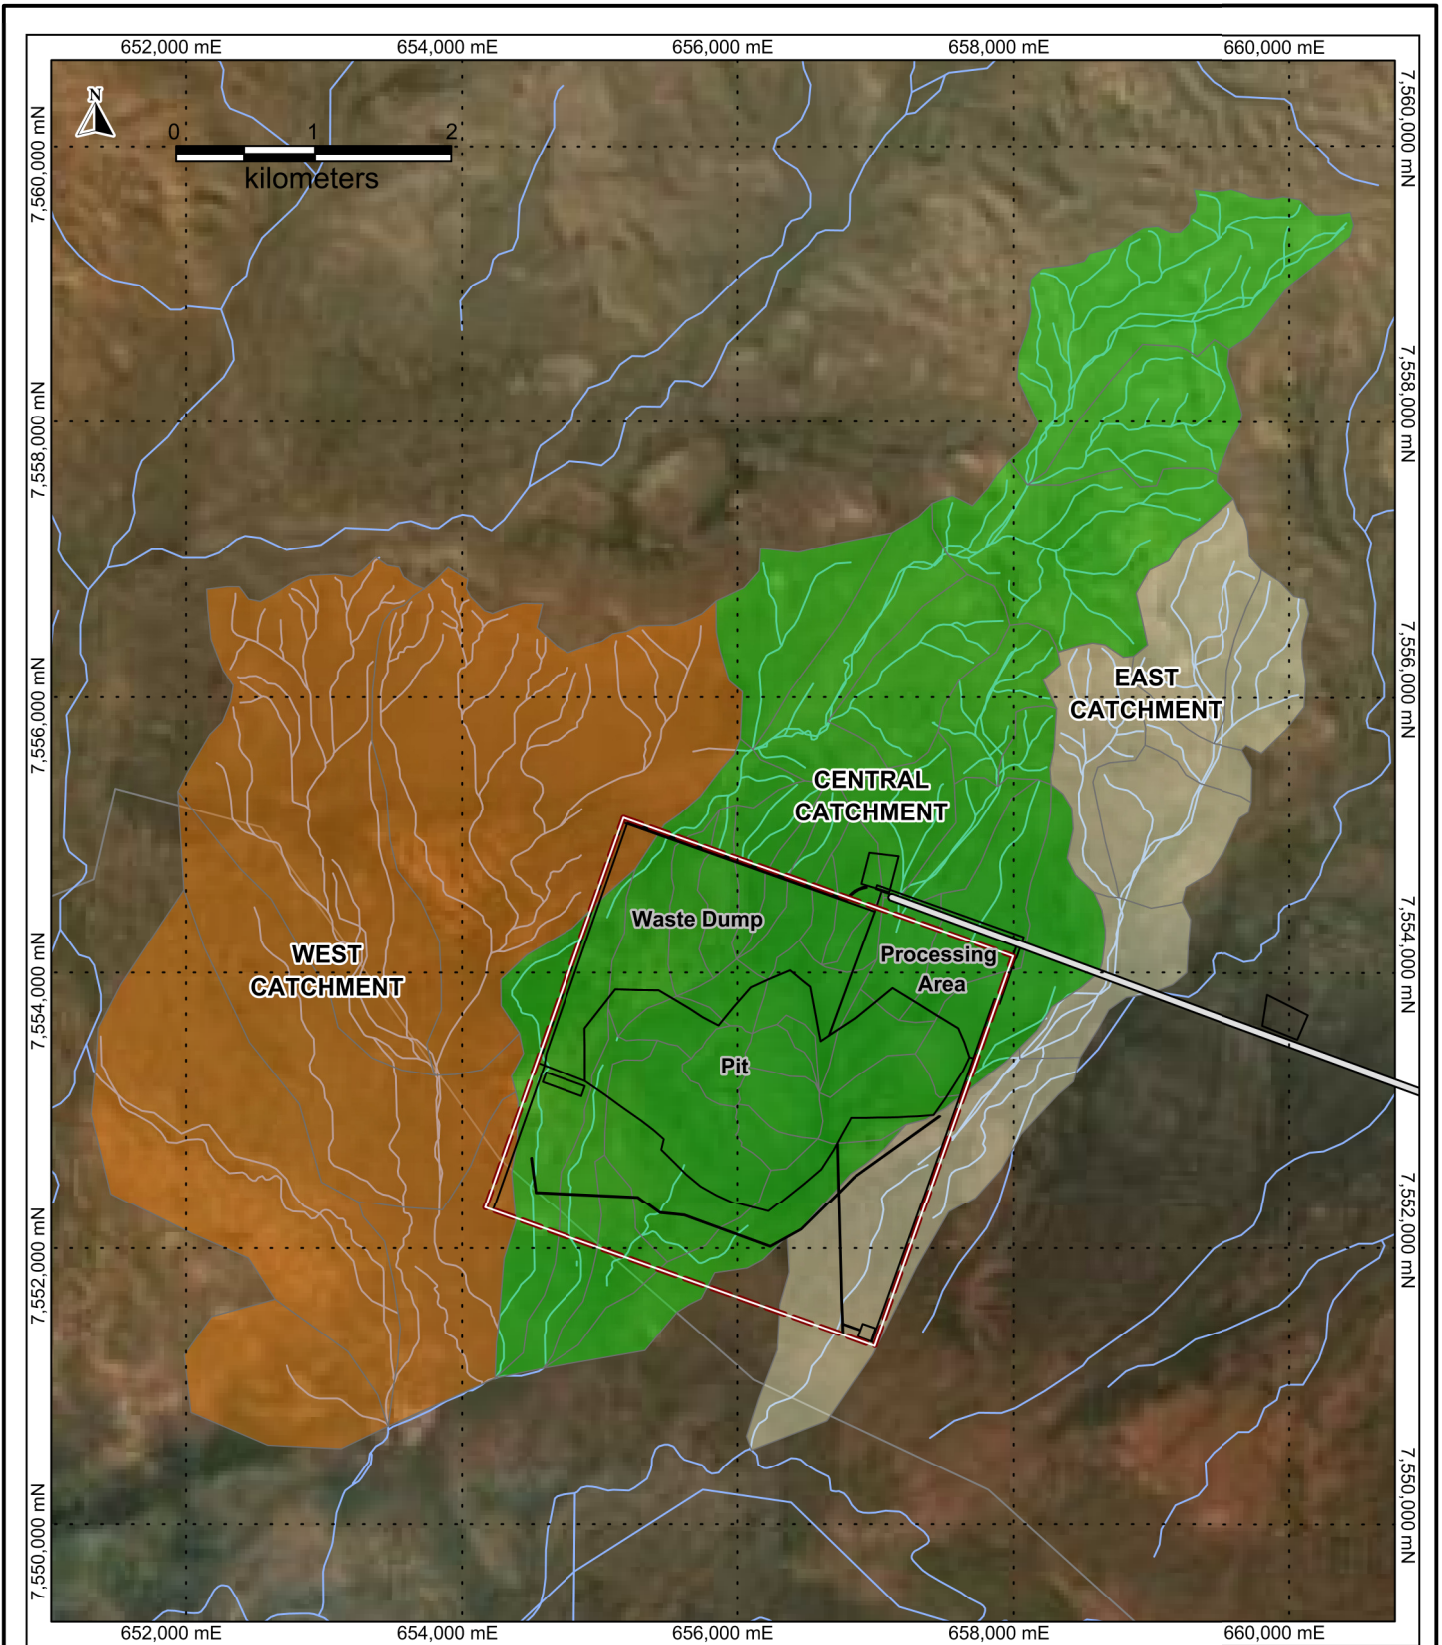 652,000 mE 654,000 mE 656,000 mE 658,000 mE 660,000 mE
N
0 1 2
kilometers
7,560,000 mN
7,560,000 mN
7,558,000 mN
7,558,000 mN
7,556,000 mN
7,556,000 mN
EAST
CATCHMENT
CENTRAL
CATCHMENT
Waste Dump
WEST
CATCHMENT
Processing
Area
7,554,000 mN
7,554,000 mN
Pit
7,552,000 mN
7,552,000 mN
7,550,000 mN
7,550,000 mN
652,000 mE 654,000 mE 656,000 mE 658,000 mE 660,000 mE